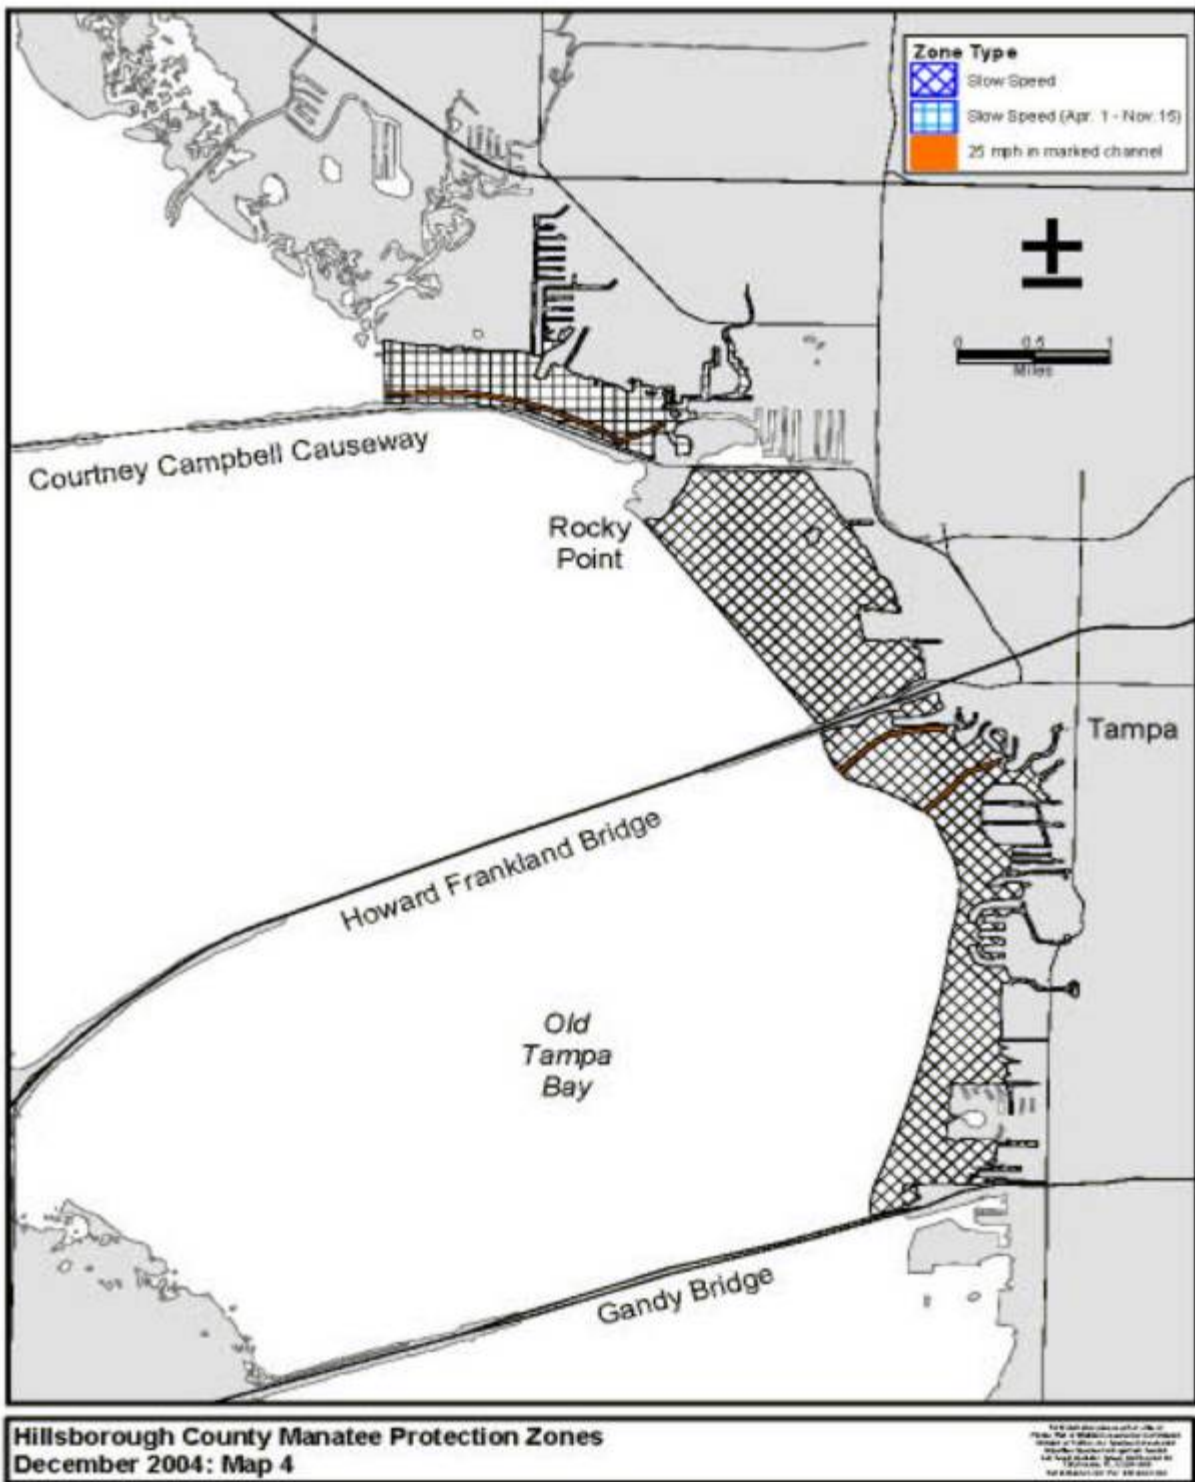 Zone Type
Slow Speed
Slow Speed (Apr. 1 - Nov.15)
25 mph in marked channel
0 0.5 1
Miles
Courtney Campbell Causeway
Rocky
Point
Tampa
Howard Frankland Bridge
Old
Tampa
Bay
Gandy Bridge
Hillsborough County Manatee Protection Zones
December 2004: Map 4